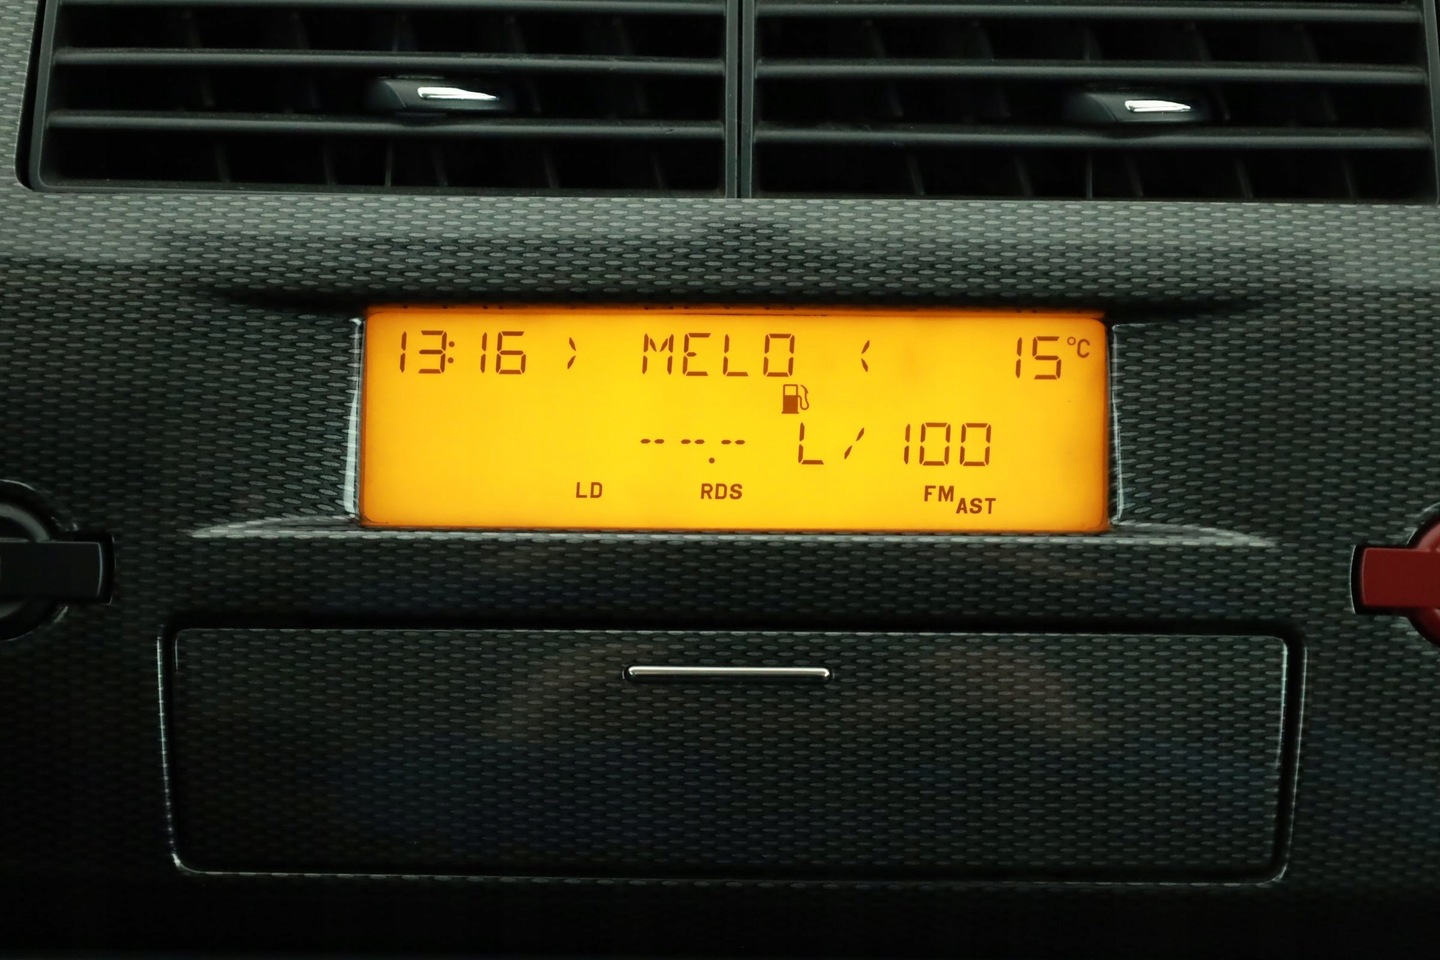 13:16 > MELO < 15°C
--.-- L/100
LD RDS FM AST